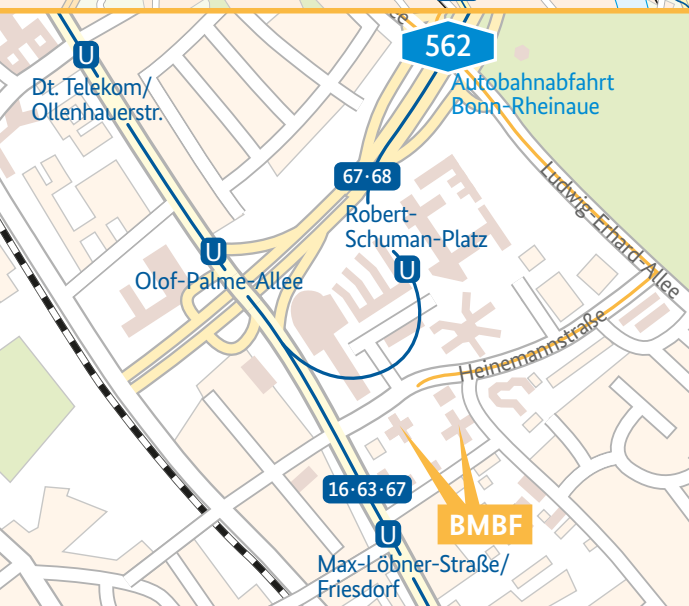 ee
562
U
Dt. Telekom/
Ollenhauerstr.
Autobahnabfahrt
Bonn-Rheinaue
67·68
Ludwig-Erhard-Allee
Robert-
Schuman-Platz
U
U
Olof-Palme-Allee
Heinemannstraße
16·63·67
BMBF
U
Max-Löbner-Straße/
Friesdorf